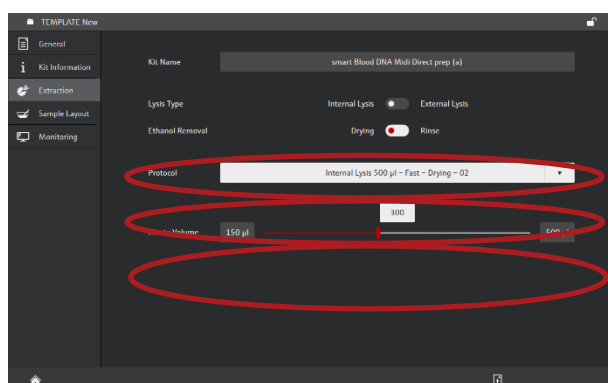 TEMPLATE New
General
Kit Information
Extraction
Sample Layout
Monitoring
Kit Name smart Blood DNA Midi Direct prep (a)
Lysis Type Internal Lysis External Lysis
Ethanol Removal Drying Rinse
Protocol Internal Lysis 500 µl – Fast – Drying – 02
300
Volume 150 µl 500